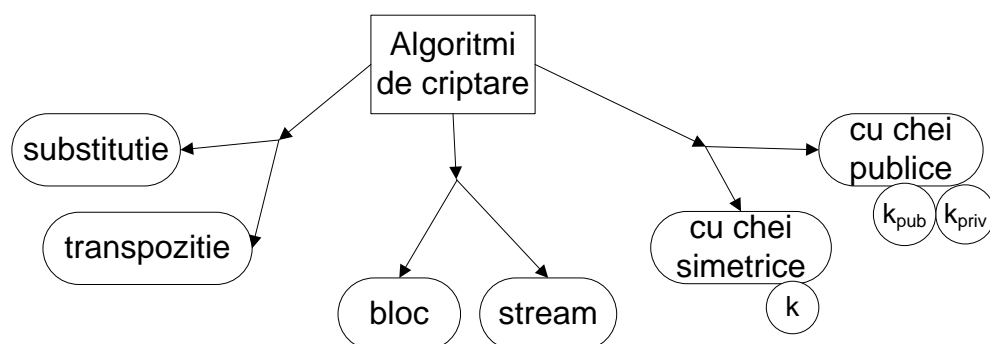 Algoritmi
de criptare
substitutie
transpozitie
bloc
stream
cu chei
simetrice
k
cu chei
publice
kpub
kpriv